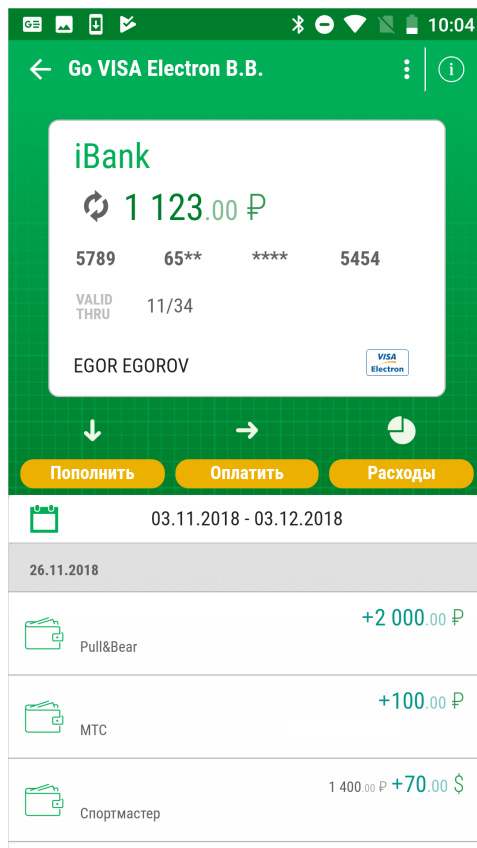 GE 10:04
Go VISA Electron B.B. i
iBank
1 123.00 ₽
5789 65** **** 5454
VALID THRU 11/34
EGOR EGOROV VISA Electron
Пополнить Оплатить Расходы
03.11.2018 - 03.12.2018
26.11.2018
+2 000.00 ₽
Pull&Bear
+100.00 ₽
МТС
1 400.00 ₽ +70.00 $
Спортмастер